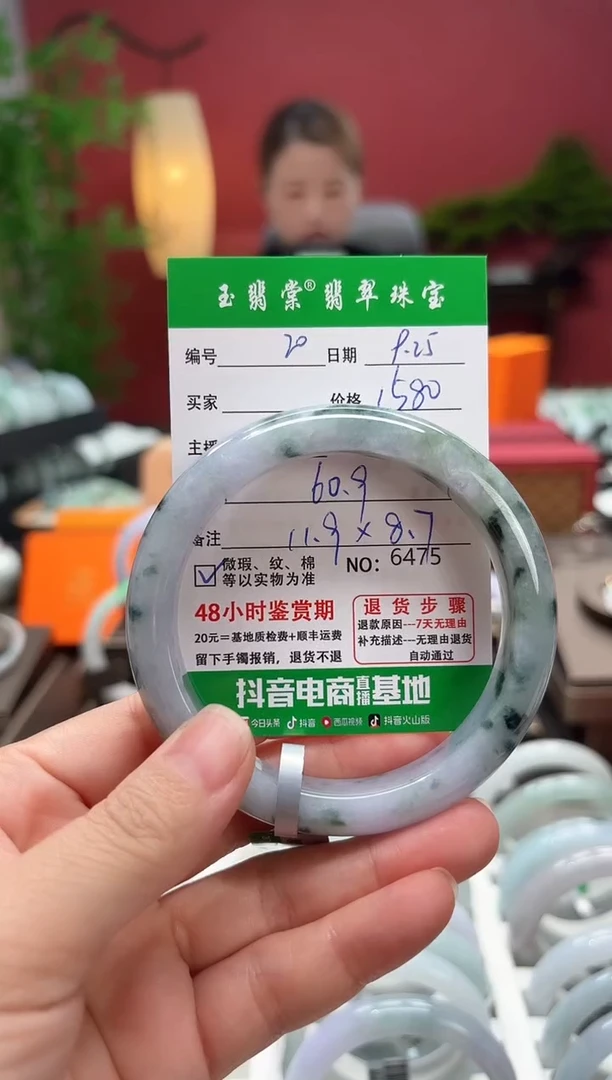 玉翡棠®翡翠珠宝
编号 20 日期 9.25
买家 价格 1580
主播
60.9
备注 11.9×8.7
微瑕、纹、棉
等以实物为准
NO: 6475
48小时鉴赏期
20元=基地质检费+顺丰运费
留下手镯报销，退货不退
退货步骤
退款原因---7天无理由
补充描述---无理由退货
自动通过
抖音电商直播基地
今日头条 抖音 西瓜视频 抖音火山版